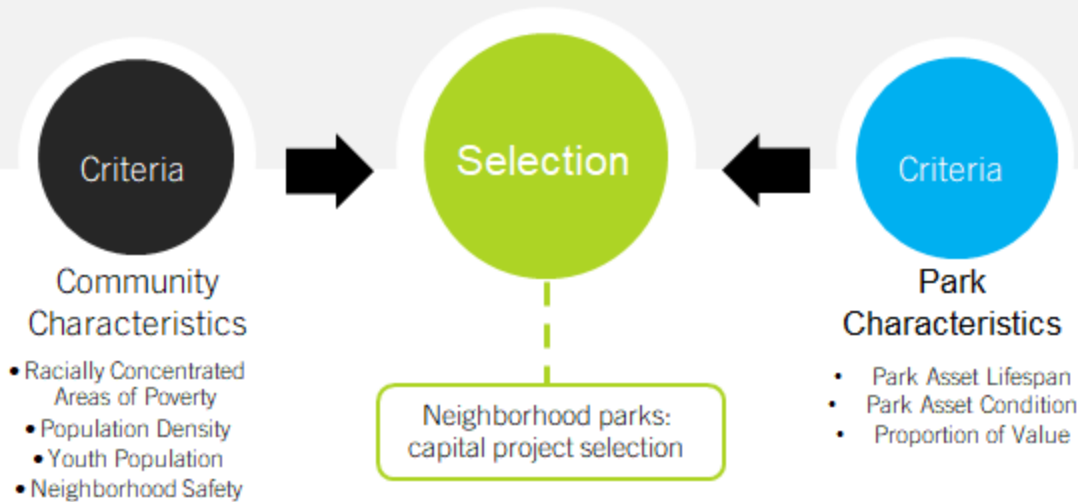 Criteria
Community
Characteristics
• Racially Concentrated
Areas of Poverty
• Population Density
• Youth Population
• Neighborhood Safety
Selection
Neighborhood parks:
capital project selection
Criteria
Park
Characteristics
• Park Asset Lifespan
• Park Asset Condition
• Proportion of Value